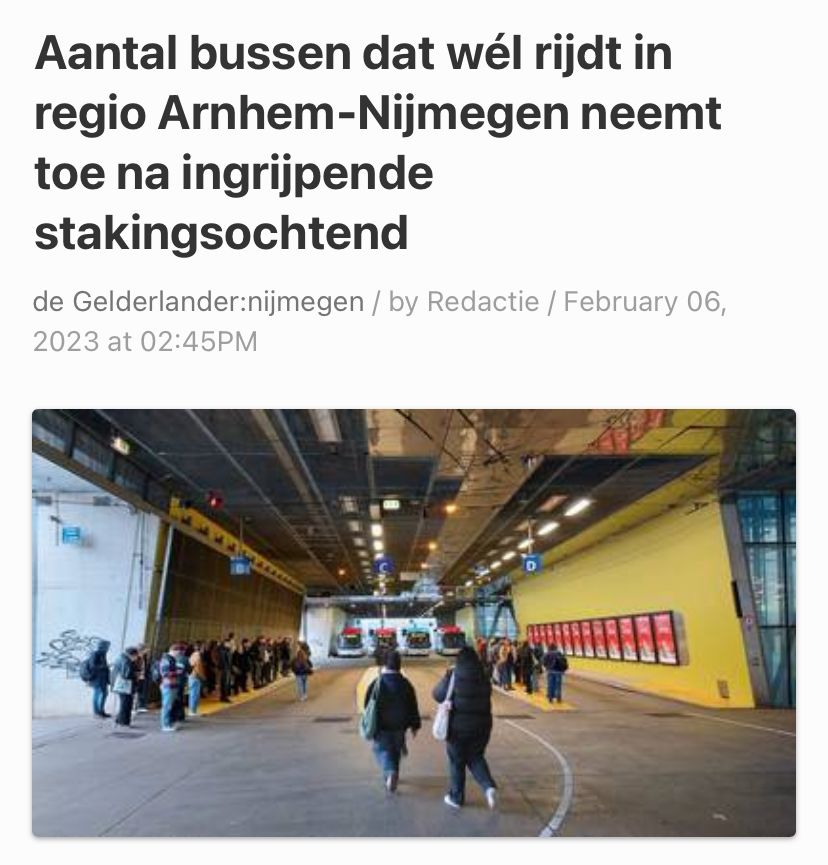 Aantal bussen dat wél rijdt in
regio Arnhem-Nijmegen neemt
toe na ingrijpende
stakingsochtend
de Gelderlander:nijmegen / by Redactie / February 06,
2023 at 02:45PM
C
D